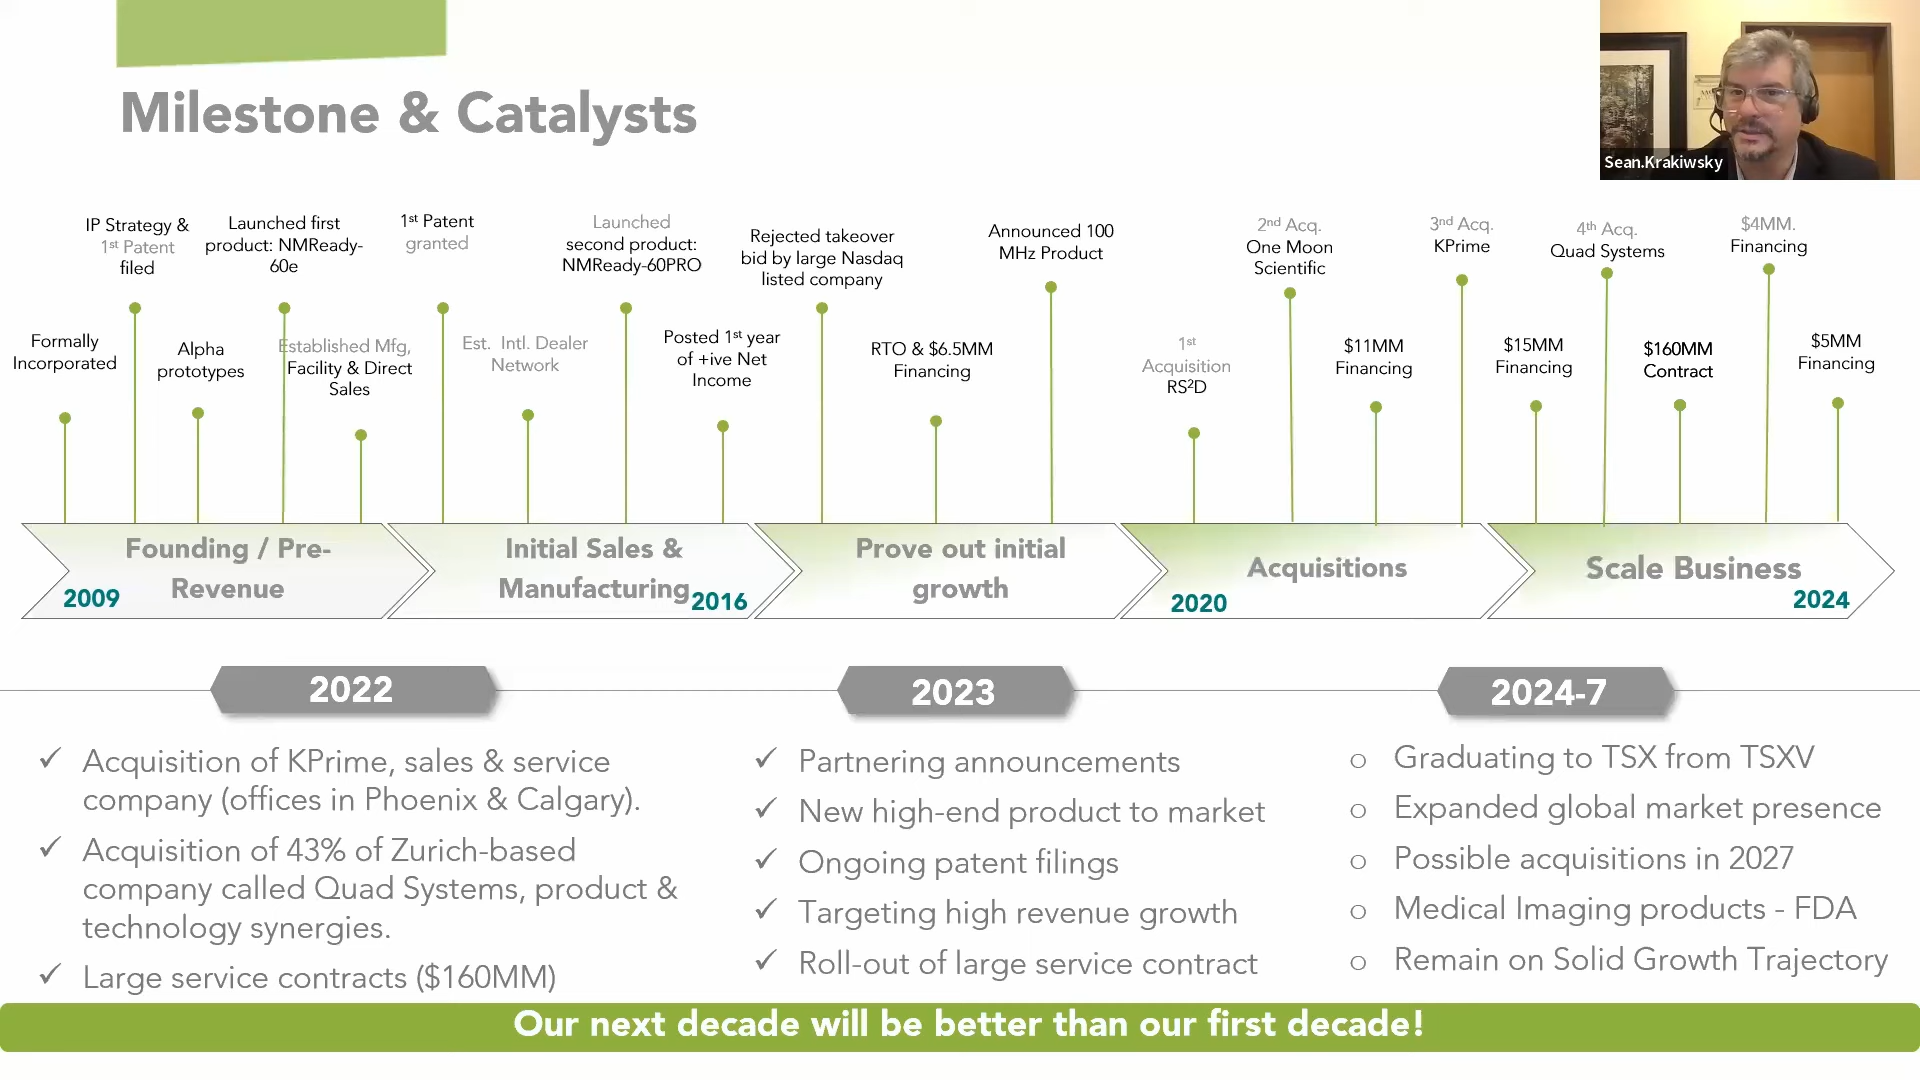 Milestone & Catalysts
Sean.Krakiwsky
Formally
Incorporated
IP Strategy &
1st Patent
filed
Alpha
prototypes
Launched first
product: NMReady-
60e
Established Mfg,
Facility & Direct
Sales
1st Patent
granted
Est. Intl. Dealer
Network
Launched
second product:
NMReady-60PRO
Posted 1st year
of +ive Net
Income
Rejected takeover
bid by large Nasdaq
listed company
RTO & $6.5MM
Financing
Announced 100
MHz Product
1st
Acquisition
RS2D
2nd Acq.
One Moon
Scientific
$11MM
Financing
3nd Acq.
KPrime
$15MM
Financing
4th Acq.
Quad Systems
$160MM
Contract
$4MM.
Financing
$5MM
Financing
Founding / Pre-
Revenue
2009
Initial Sales &
Manufacturing
2016
Prove out initial
growth
Acquisitions
2020
Scale Business
2024
2022
✓ Acquisition of KPrime, sales & service
company (offices in Phoenix & Calgary).
✓ Acquisition of 43% of Zurich-based
company called Quad Systems, product &
technology synergies.
✓ Large service contracts ($160MM)
2023
✓ Partnering announcements
✓ New high-end product to market
✓ Ongoing patent filings
✓ Targeting high revenue growth
✓ Roll-out of large service contract
2024-7
o Graduating to TSX from TSXV
o Expanded global market presence
o Possible acquisitions in 2027
o Medical Imaging products - FDA
o Remain on Solid Growth Trajectory
Our next decade will be better than our first decade!